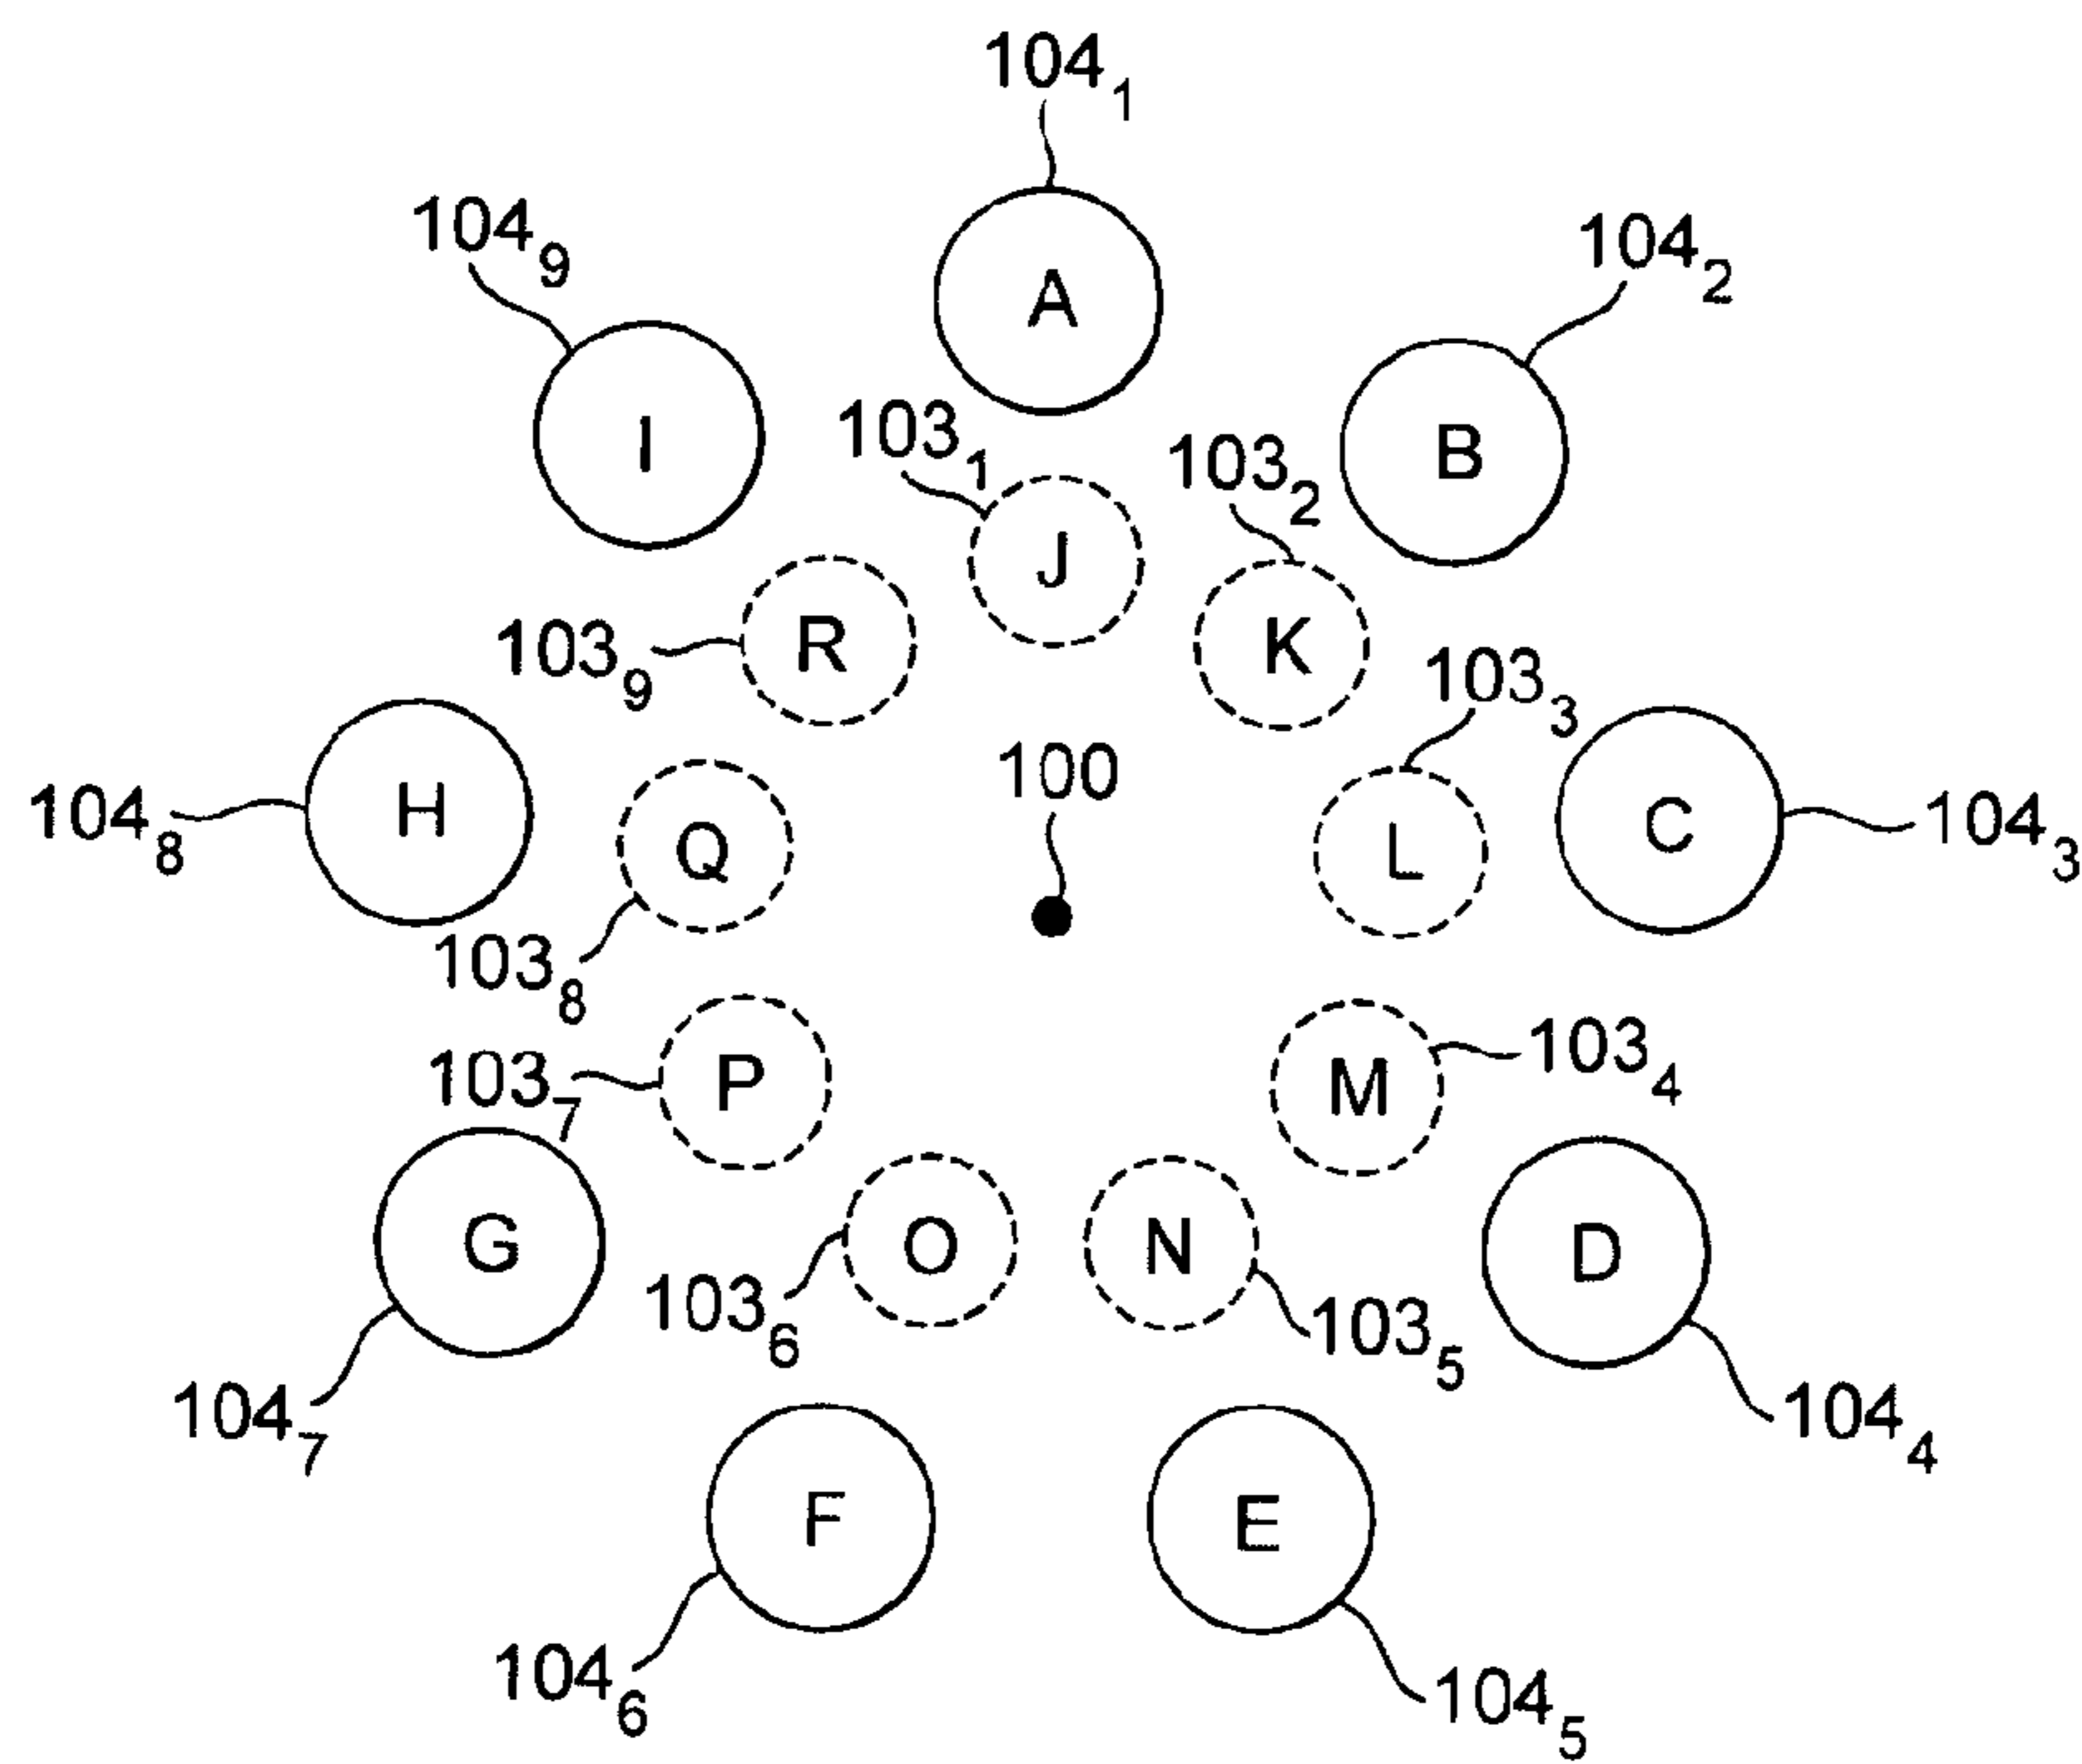 104₁
104₉
104₂
A
I
B
103₁
103₂
J
R
K
103₉
103₃
100
H
104₈
Q
L
C
104₃
103₈
103₄
P
M
103₇
G
O
N
D
103₆
103₅
104₇
104₄
F
E
104₆
104₅